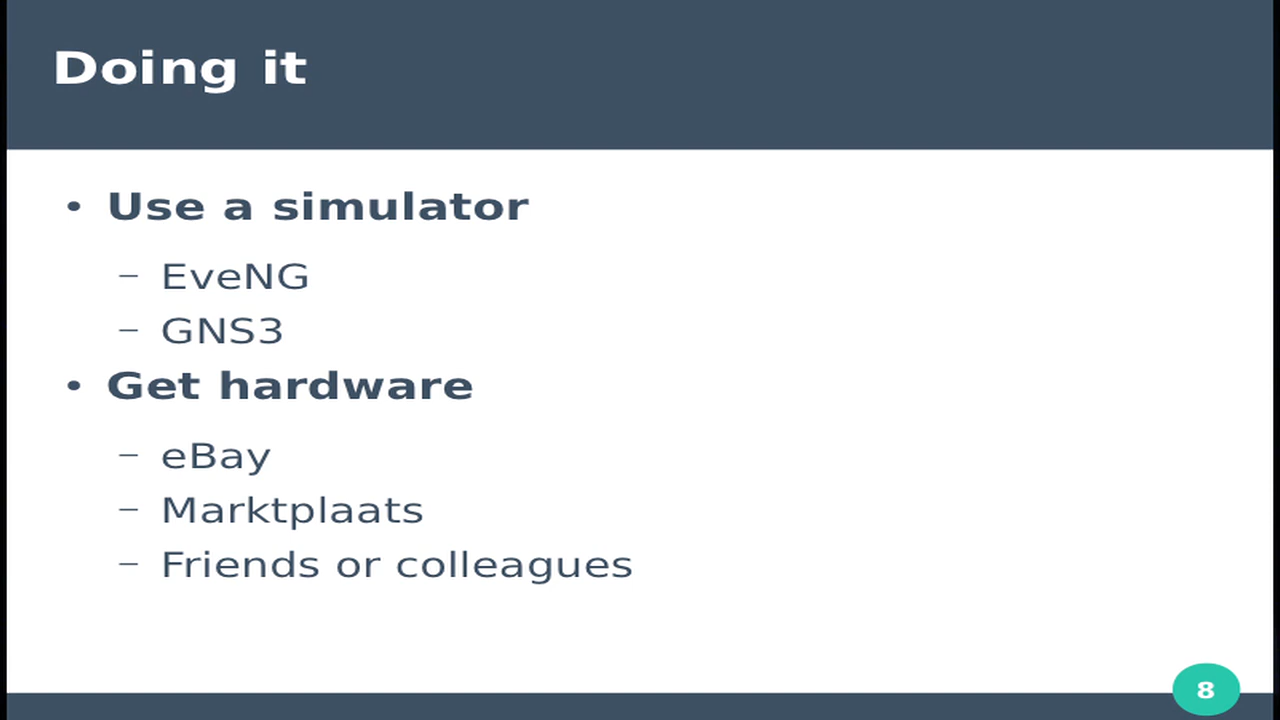 Doing it
• Use a simulator
– EveNG
– GNS3
• Get hardware
– eBay
– Marktplaats
– Friends or colleagues
8